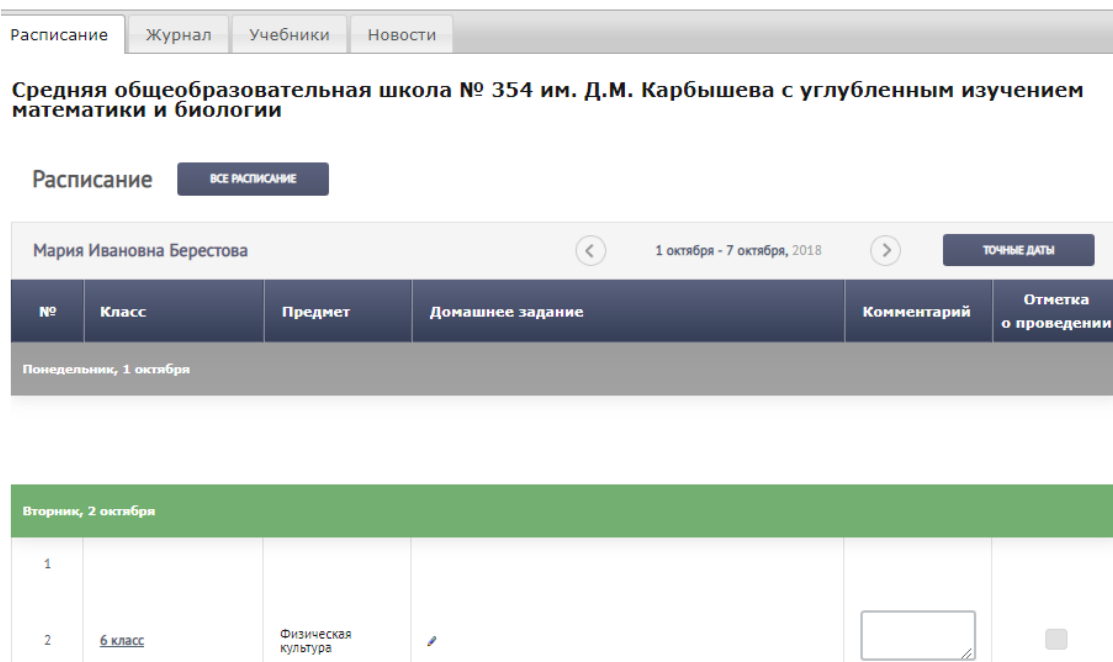 Расписание Журнал Учебники Новости
Средняя общеобразовательная школа № 354 им. Д.М. Карбышева с углубленным изучением
математики и биологии
Расписание ВСЕ РАСПИСАНИЕ
Мария Ивановна Берестова 1 октября - 7 октября, 2018 ТОЧНЫЕ ДАТЫ
№ Класс Предмет Домашнее задание Комментарий Отметка
о проведении
Понедельник, 1 октября
Вторник, 2 октября
1
2 6 класс Физическая
культура